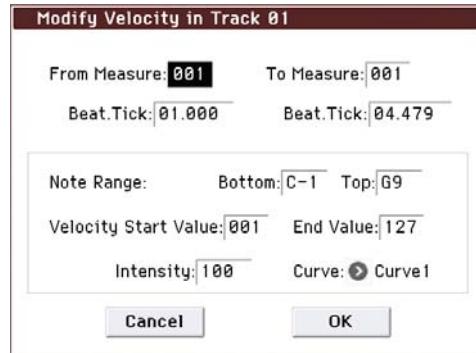 Modify Velocity in Track 01
From Measure: 001 To Measure: 001
Beat.Tick: 01.000 Beat.Tick: 04.479
Note Range: Bottom: C-1 Top: G9
Velocity Start Value: 001 End Value: 127
Intensity: 100 Curve: Curve1
Cancel OK